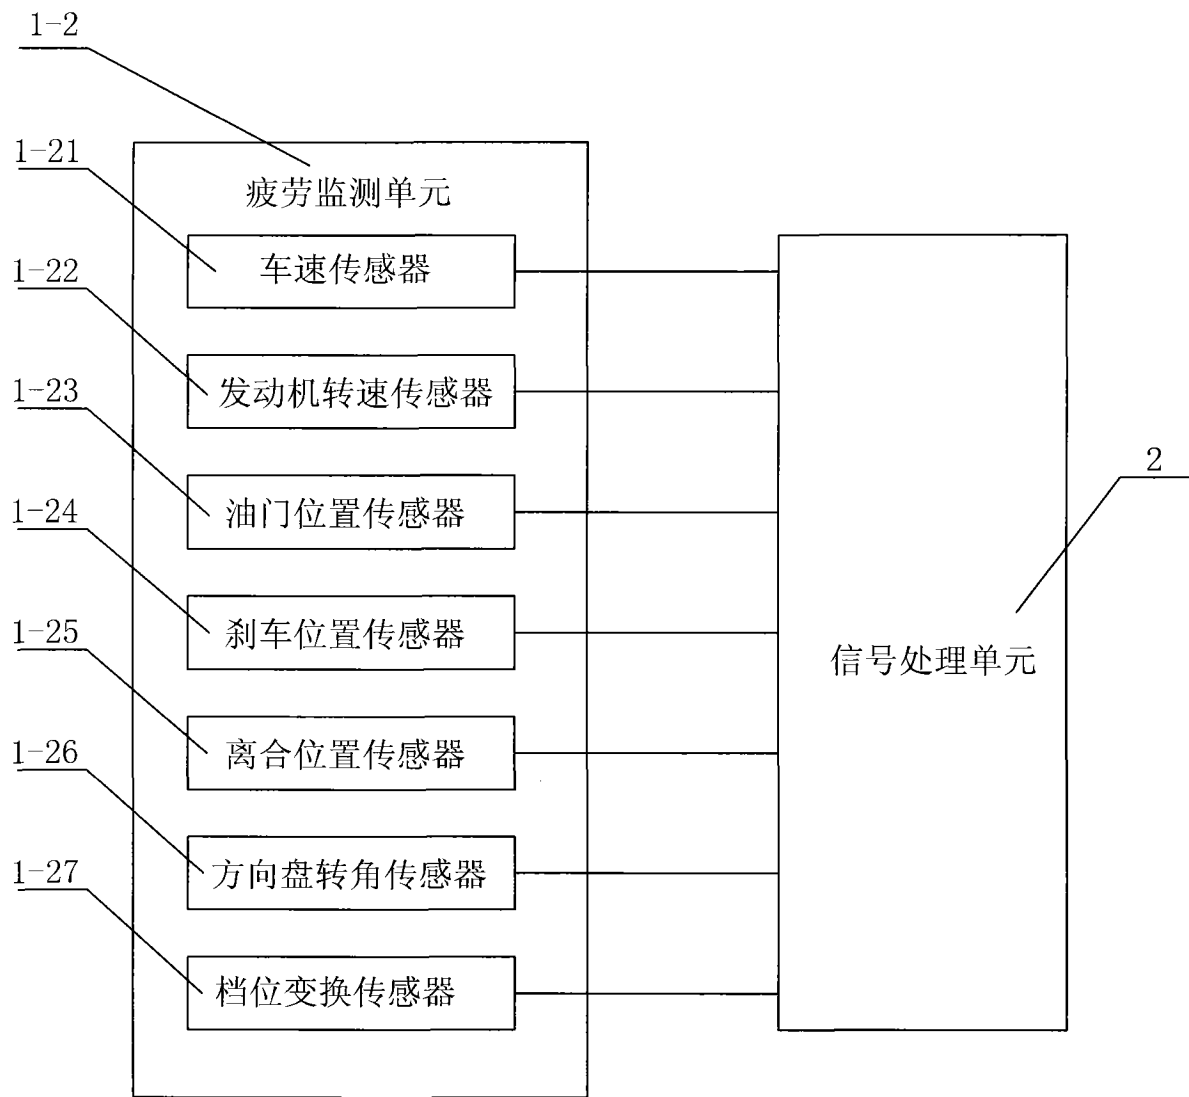 1-2
1-21
疲劳监测单元
车速传感器
1-22
发动机转速传感器
1-23
油门位置传感器
2
1-24
刹车位置传感器
1-25
信号处理单元
离合位置传感器
1-26
方向盘转角传感器
1-27
档位变换传感器